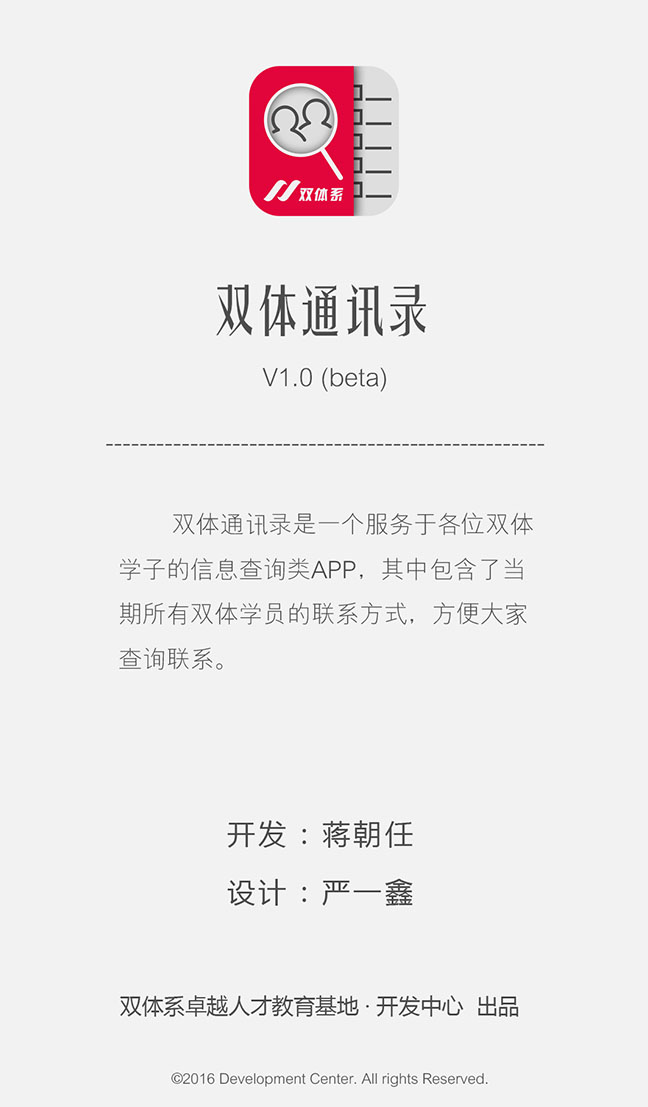 双体系
双体通讯录
V1.0 (beta)
双体通讯录是一个服务于各位双体
学子的信息查询类APP，其中包含了当
期所有双体学员的联系方式，方便大家
查询联系。
开发：蒋朝任
设计：严一鑫
双体系卓越人才教育基地·开发中心 出品
©2016 Development Center. All rights Reserved.